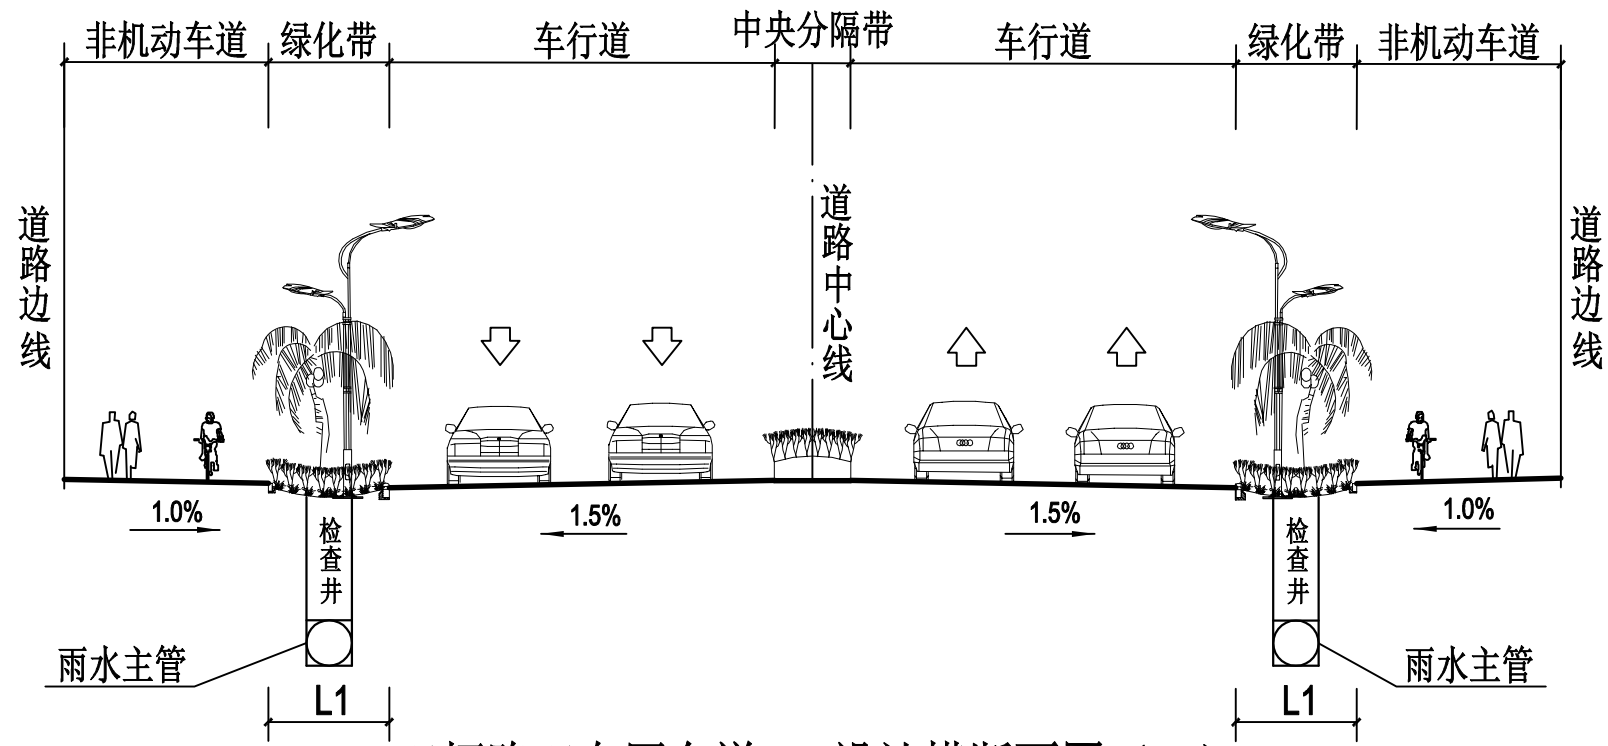 非机动车道
绿化带
车行道
中央分隔带
车行道
绿化带
非机动车道
道路边线
道路中心线
道路边线
1.0%
1.5%
1.5%
1.0%
检查井
检查井
雨水主管
雨水主管
L1
L1